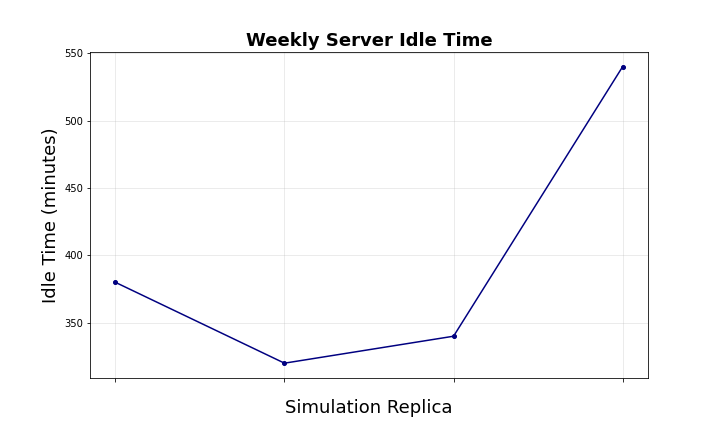 Weekly Server Idle Time
Idle Time (minutes)
550
500
450
400
350
Simulation Replica